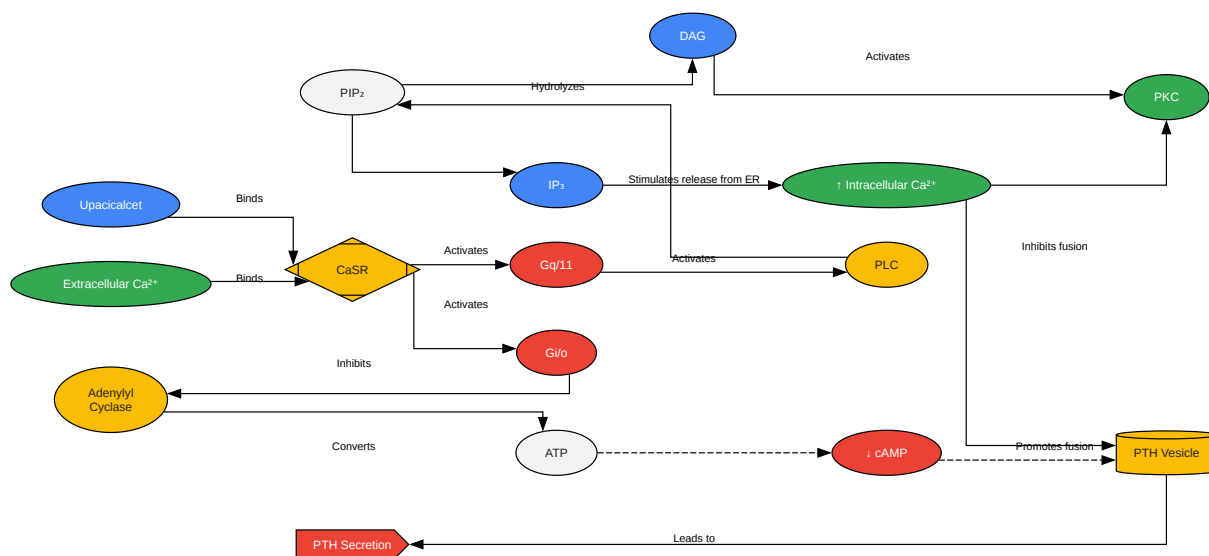 DAG
Activates
PIP₂
Hydrolyzes
PKC
IP₃
Stimulates release from ER
↑ Intracellular Ca²⁺
Upacicalcet
Binds
Inhibits fusion
CaSR
Activates
Gq/11
Activates
PLC
Extracellular Ca²⁺
Binds
Activates
Gi/o
Inhibits
Adenylyl
Cyclase
Converts
ATP
↓ cAMP
Promotes fusion
PTH Vesicle
PTH Secretion
Leads to